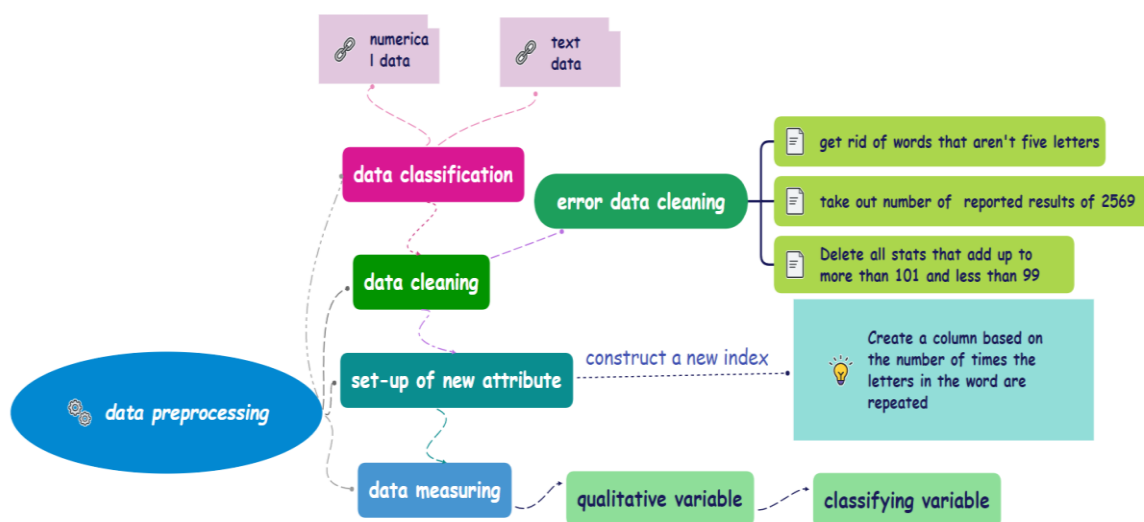 numerica
l data
text
data
data classification
error data cleaning
get rid of words that aren't five letters
take out number of reported results of 2569
Delete all stats that add up to
more than 101 and less than 99
data cleaning
construct a new index
Create a column based on
the number of times the
letters in the word are
repeated
set-up of new attribute
data preprocessing
data measuring
qualitative variable
classifying variable